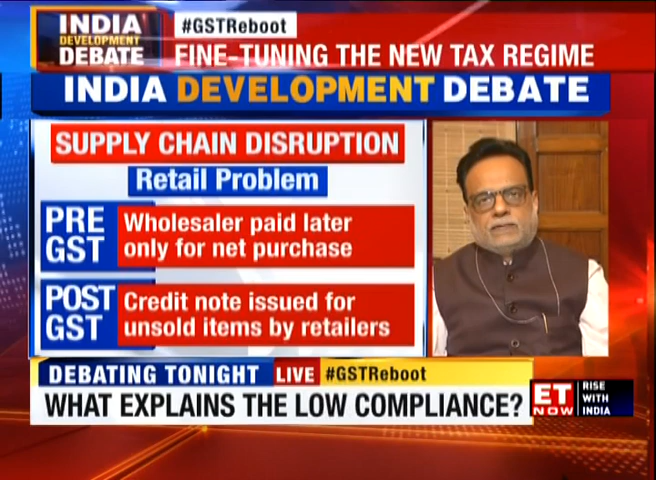 INDIA
DEVELOPMENT
DEBATE
#GSTReboot
FINE-TUNING THE NEW TAX REGIME
INDIA DEVELOPMENT DEBATE
SUPPLY CHAIN DISRUPTION
Retail Problem
PRE
GST
Wholesaler paid later
only for net purchase
POST
GST
Credit note issued for
unsold items by retailers
DEBATING TONIGHT LIVE #GSTReboot
WHAT EXPLAINS THE LOW COMPLIANCE?
ET
NOW
RISE
WITH
INDIA